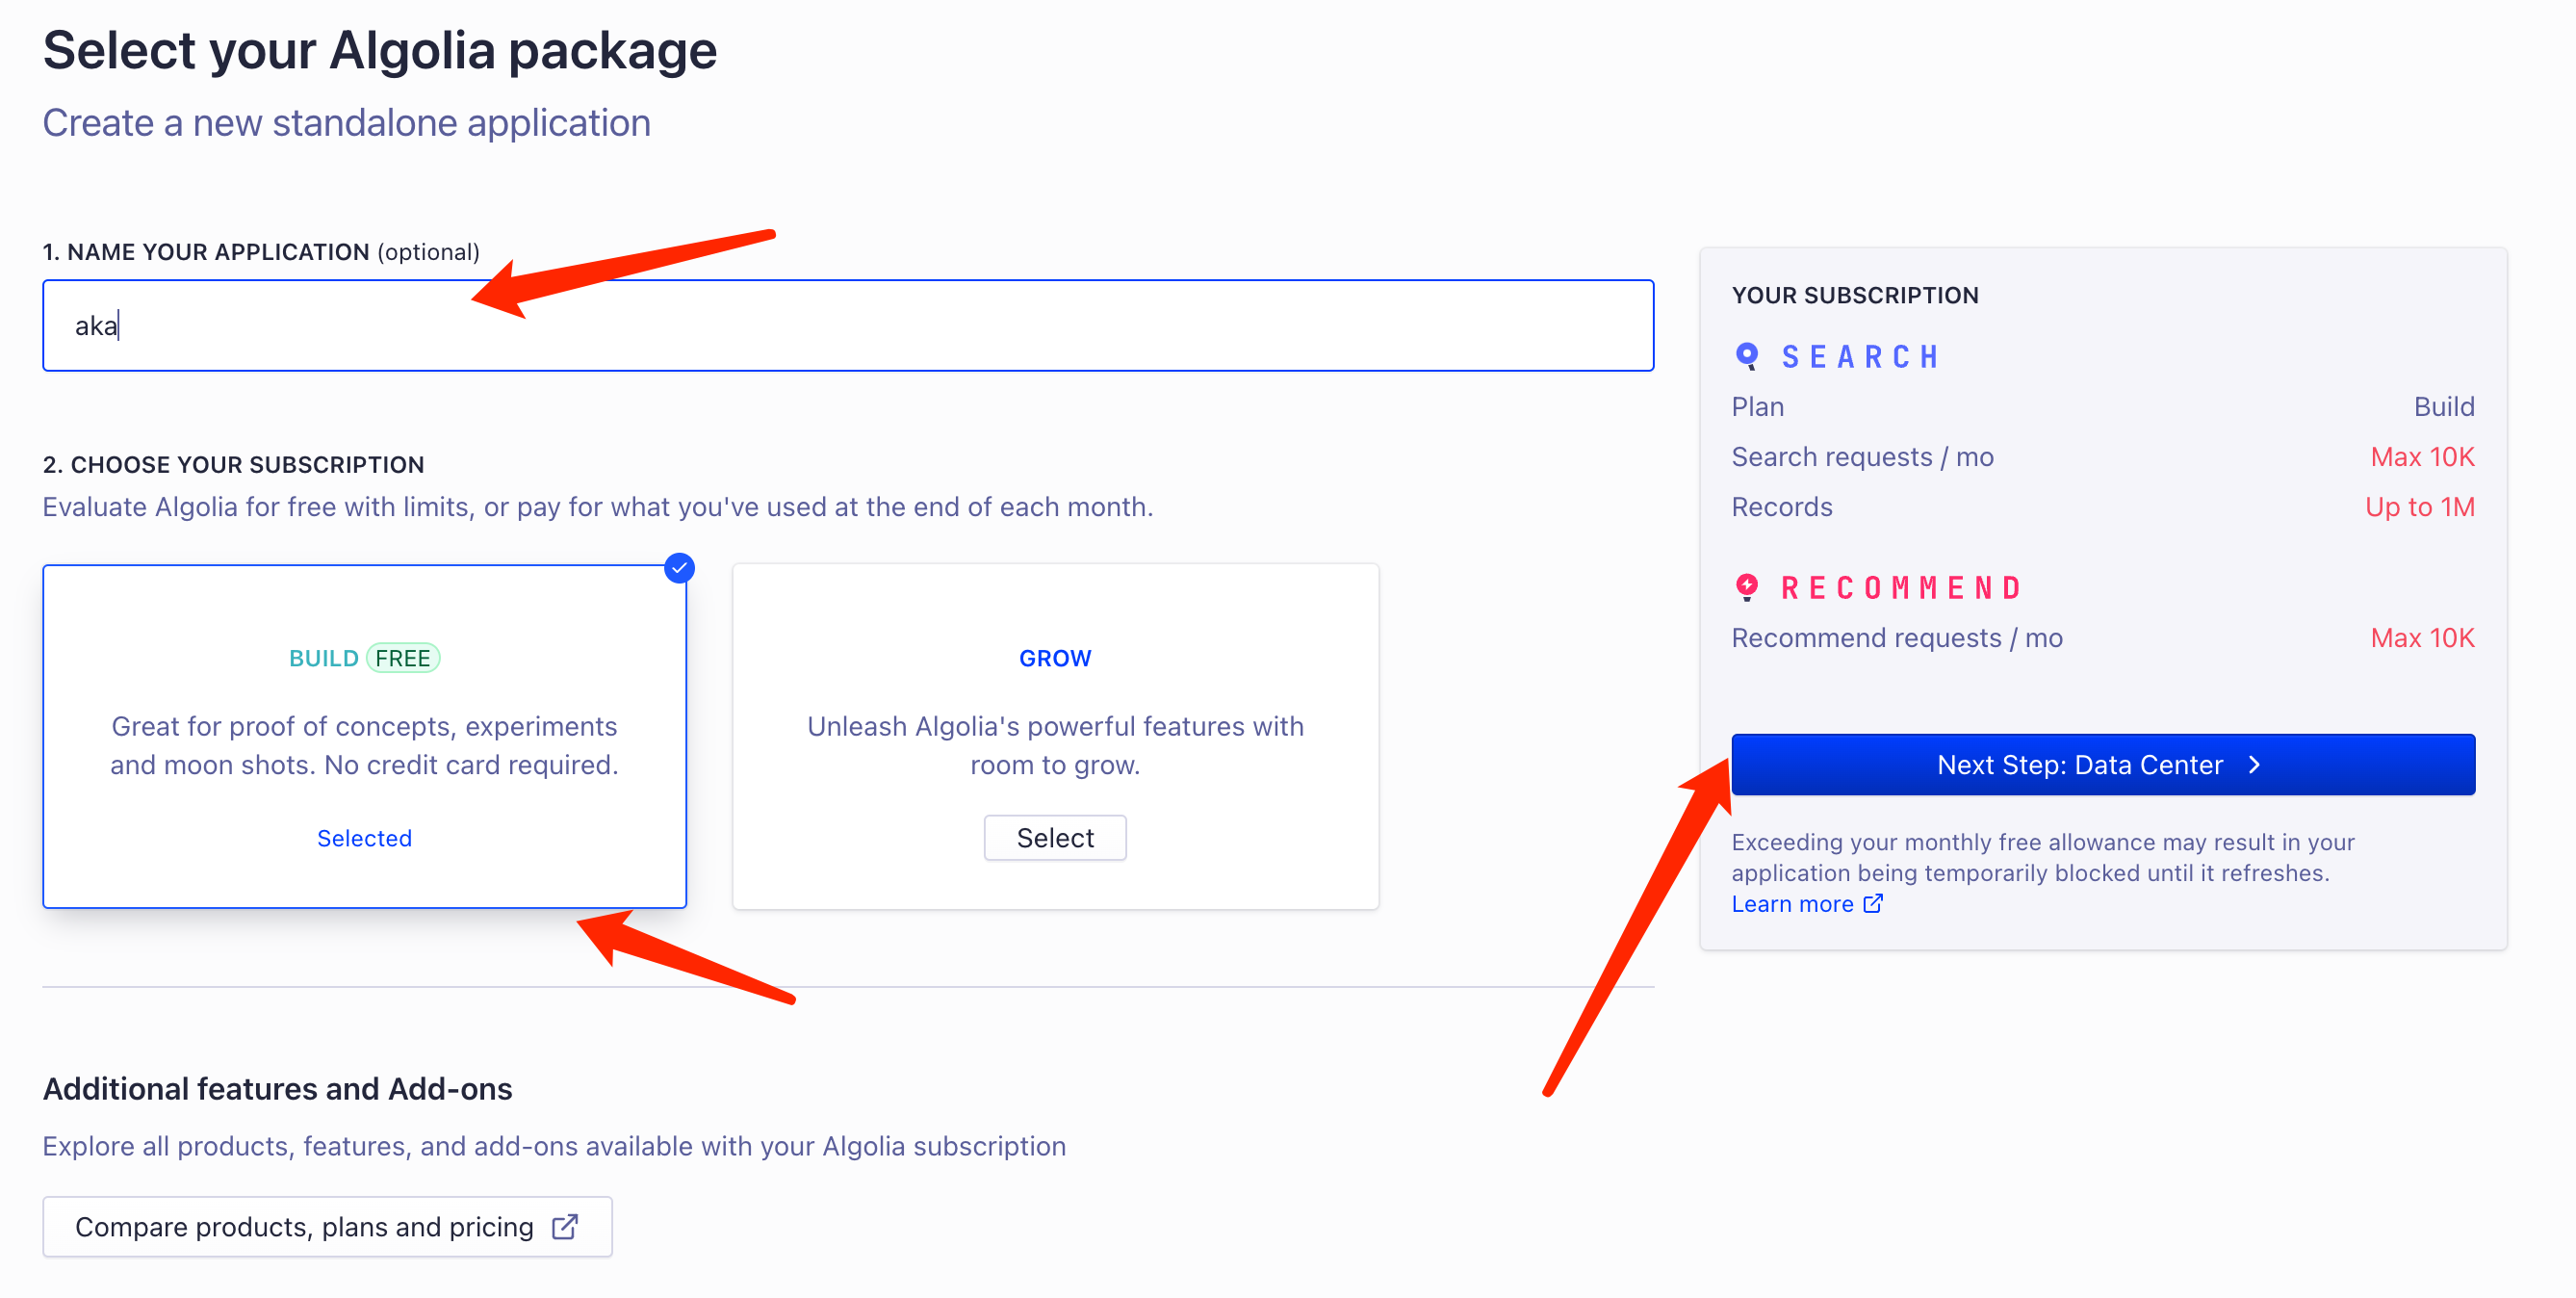 Select your Algolia package
Create a new standalone application
1. NAME YOUR APPLICATION (optional)
aka
2. CHOOSE YOUR SUBSCRIPTION
Evaluate Algolia for free with limits, or pay for what you've used at the end of each month.
BUILD FREE
Great for proof of concepts, experiments
and moon shots. No credit card required.
Selected
GROW
Unleash Algolia's powerful features with
room to grow.
Select
Additional features and Add-ons
Explore all products, features, and add-ons available with your Algolia subscription
Compare products, plans and pricing
YOUR SUBSCRIPTION
SEARCH
Plan Build
Search requests / mo Max 10K
Records Up to 1M
RECOMMEND
Recommend requests / mo Max 10K
Next Step: Data Center
Exceeding your monthly free allowance may result in your
application being temporarily blocked until it refreshes.
Learn more